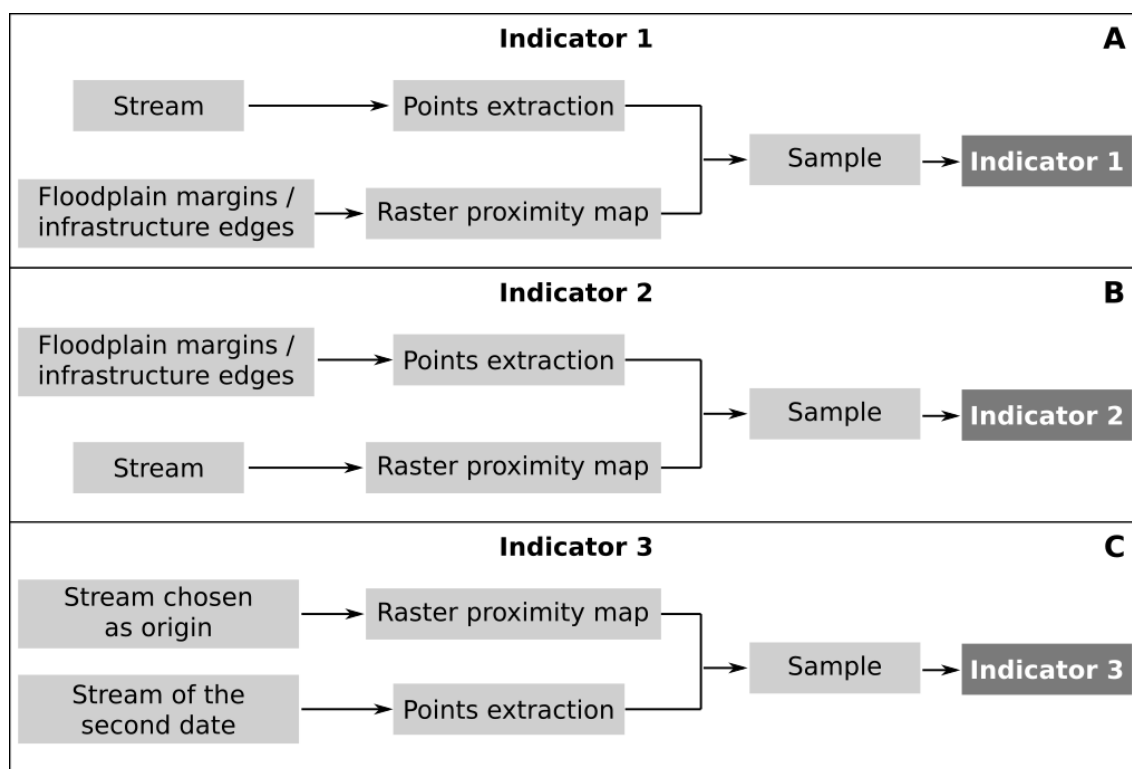 Indicator 1
A
Stream
Points extraction
Sample
Indicator 1
Floodplain margins /
infrastructure edges
Raster proximity map
Indicator 2
B
Floodplain margins /
infrastructure edges
Points extraction
Sample
Indicator 2
Stream
Raster proximity map
Indicator 3
C
Stream chosen
as origin
Raster proximity map
Sample
Indicator 3
Stream of the
second date
Points extraction